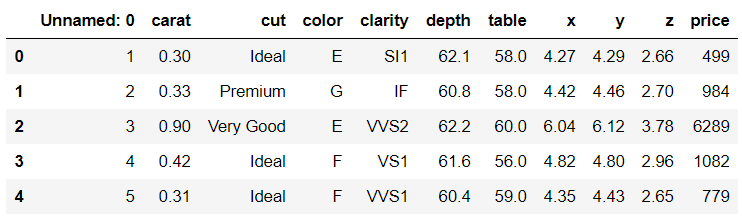 Unnamed: 0 carat cut color clarity depth table x y z price
0 1 0.30 Ideal E SI1 62.1 58.0 4.27 4.29 2.66 499
1 2 0.33 Premium G IF 60.8 58.0 4.42 4.46 2.70 984
2 3 0.90 Very Good E VVS2 62.2 60.0 6.04 6.12 3.78 6289
3 4 0.42 Ideal F VS1 61.6 56.0 4.82 4.80 2.96 1082
4 5 0.31 Ideal F VVS1 60.4 59.0 4.35 4.43 2.65 779